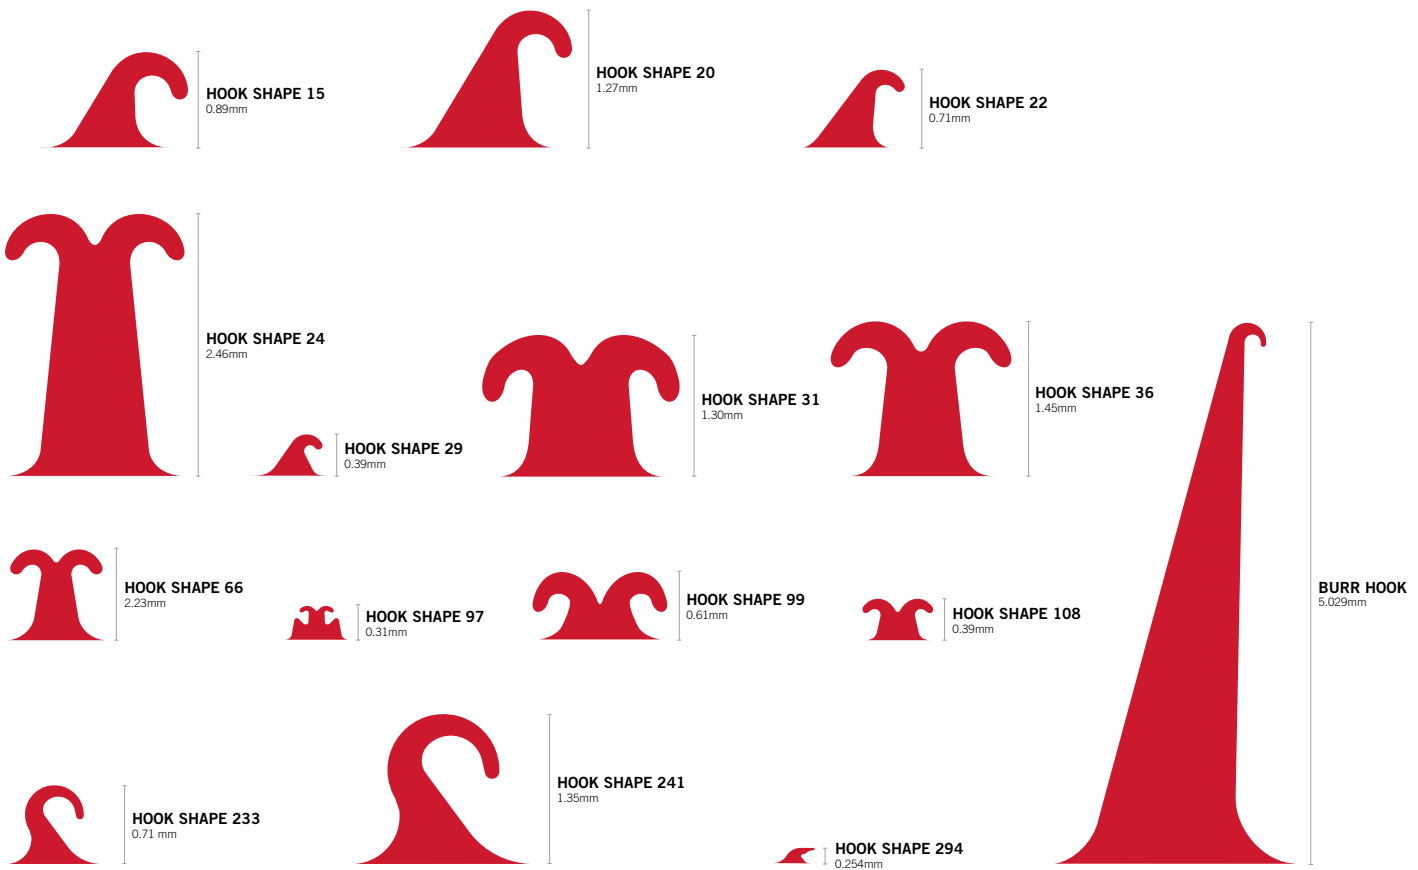 HOOK SHAPE 15
0.89mm
HOOK SHAPE 20
1.27mm
HOOK SHAPE 22
0.71mm
HOOK SHAPE 24
2.46mm
HOOK SHAPE 29
0.39mm
HOOK SHAPE 31
1.30mm
HOOK SHAPE 36
1.45mm
BURR HOOK
5.029mm
HOOK SHAPE 66
2.23mm
HOOK SHAPE 97
0.31mm
HOOK SHAPE 99
0.61mm
HOOK SHAPE 108
0.39mm
HOOK SHAPE 233
0.71 mm
HOOK SHAPE 241
1.35mm
HOOK SHAPE 294
0.254mm